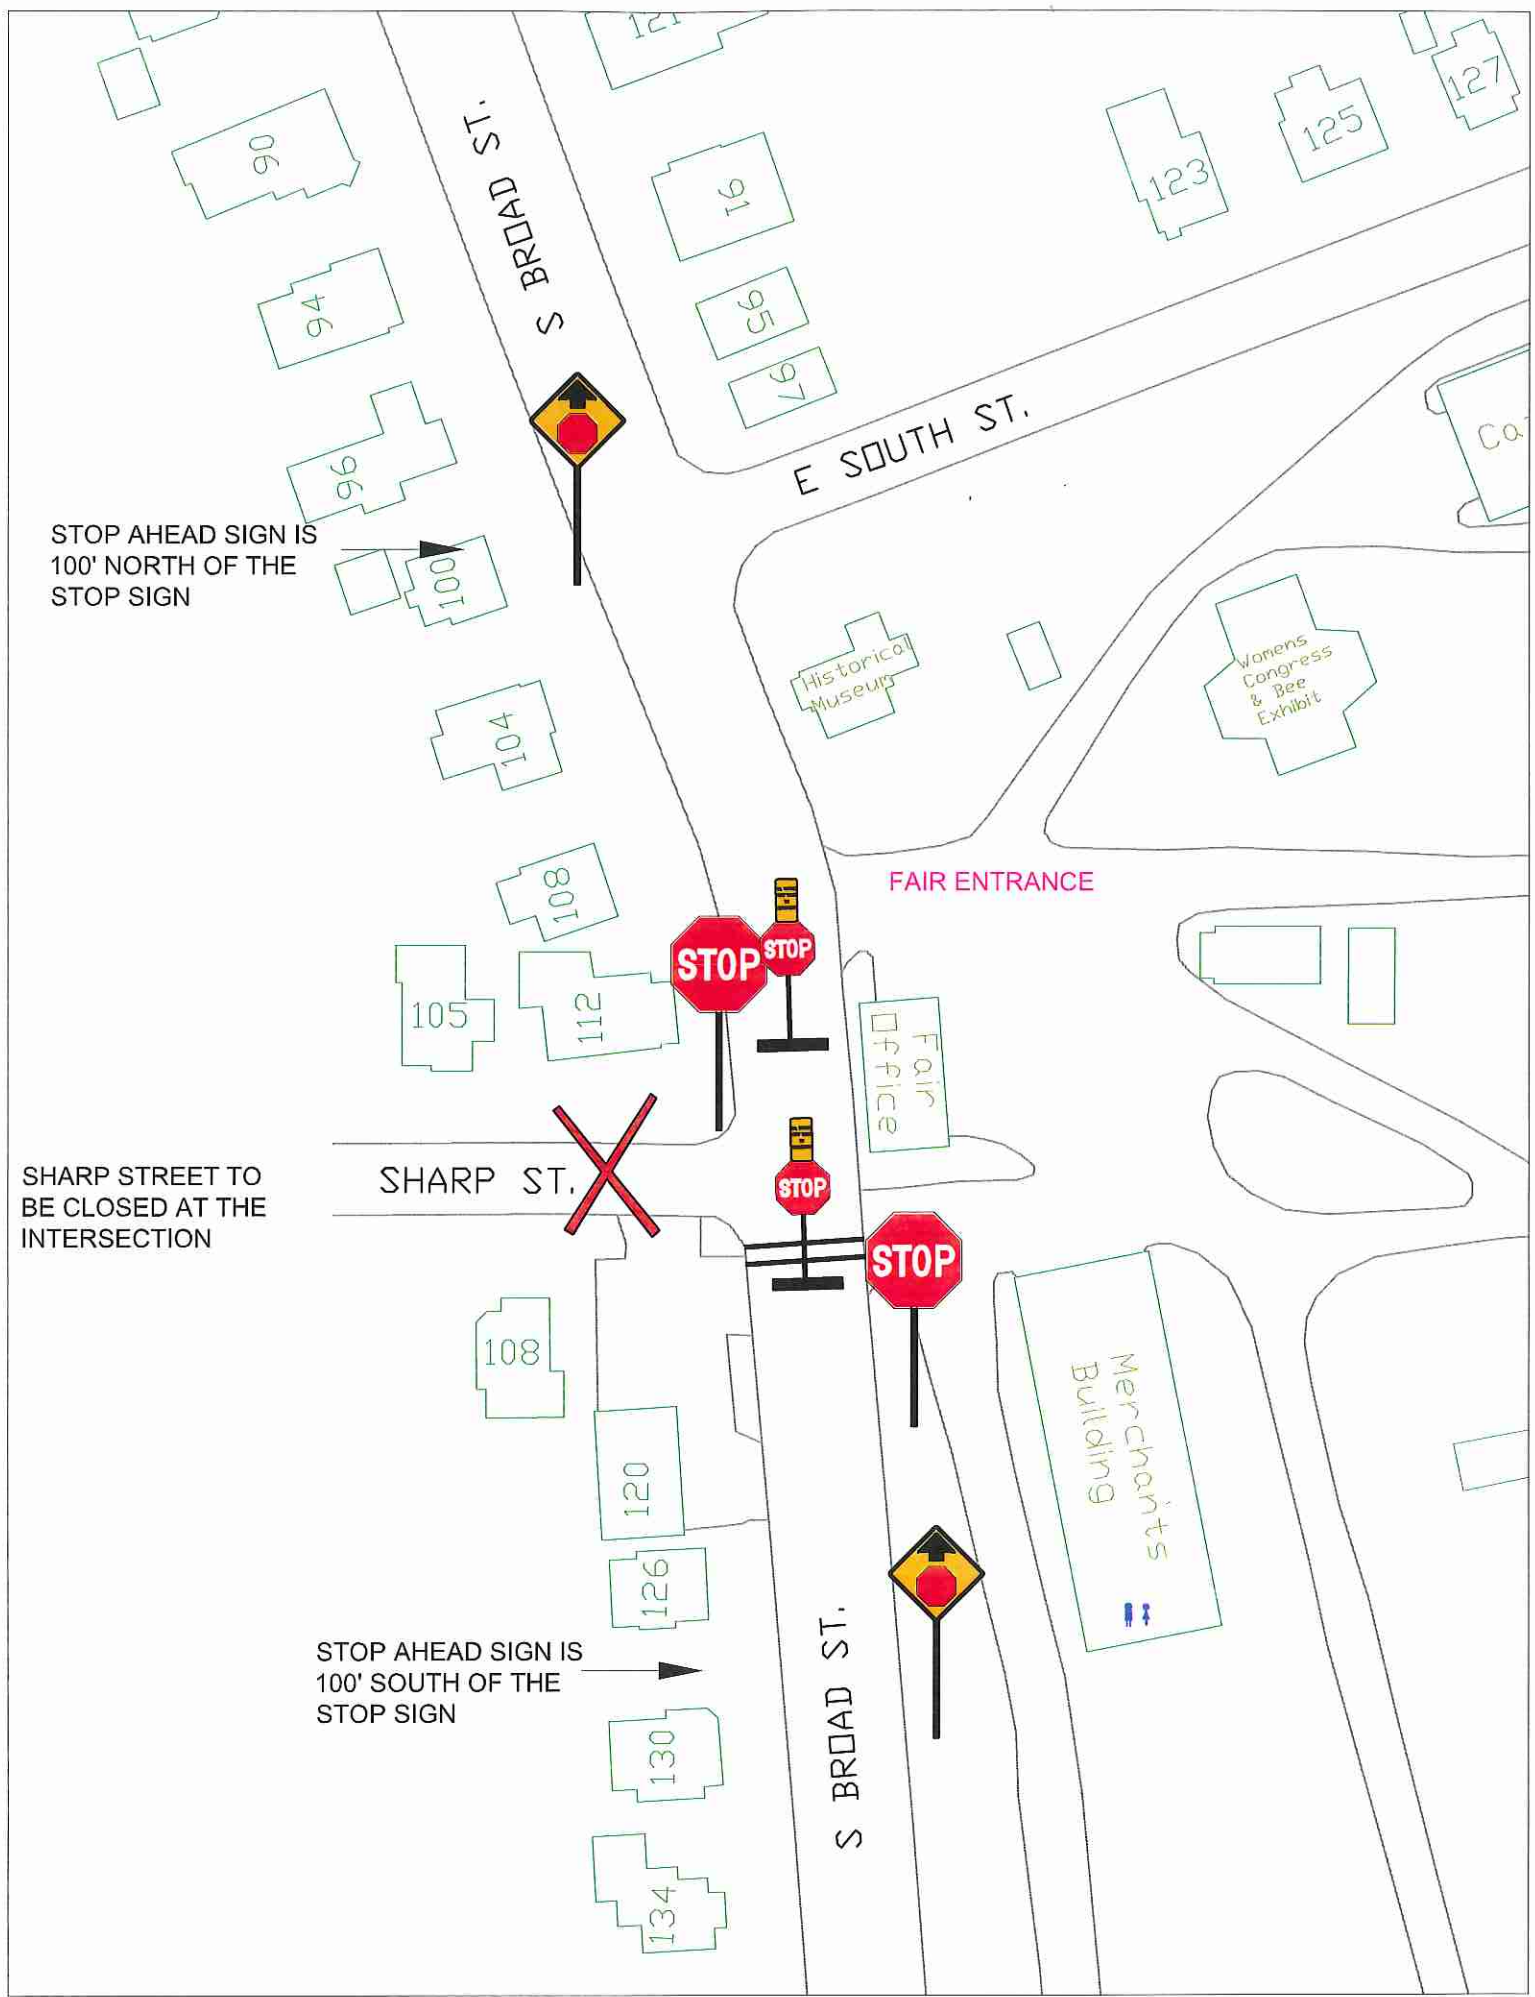 121
127
90
S BROAD ST.
125
91
123
94
95
97
Ca
96
E SOUTH ST.
STOP AHEAD SIGN IS
100' NORTH OF THE
STOP SIGN
100
Historical
Museum
Womens
Congress
& Bee
Exhibit
104
FAIR ENTRANCE
108
STOP
STOP
105
112
Fair
Office
SHARP STREET TO
BE CLOSED AT THE
INTERSECTION
SHARP ST.
STOP
STOP
108
Merchants
Building
120
126
STOP AHEAD SIGN IS
100' SOUTH OF THE
STOP SIGN
S BROAD ST.
130
134